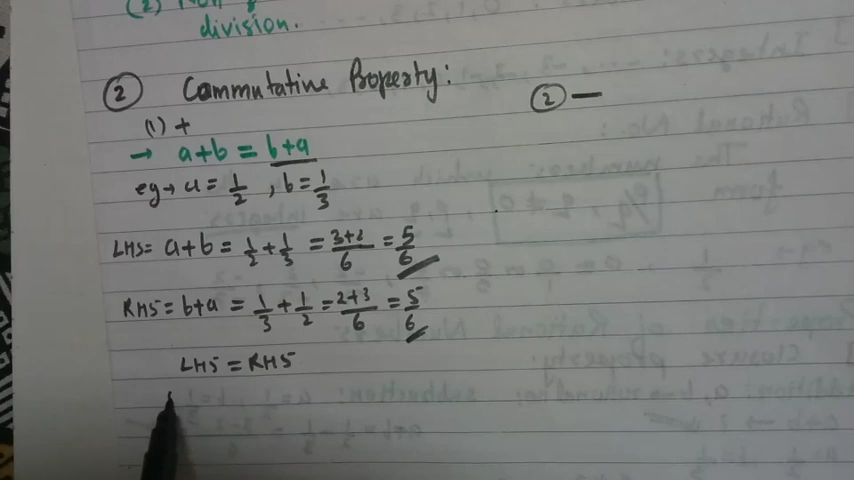 division.
② Commutative Property:
(1) +
→ a+b = b+a
eg→ a = 1/2, b = 1/3
LHS = a+b = 1/2 + 1/3 = 3+2/6 = 5/6
RHS = b+a = 1/3 + 1/2 = 2+3/6 = 5/6
LHS = RHS
② —